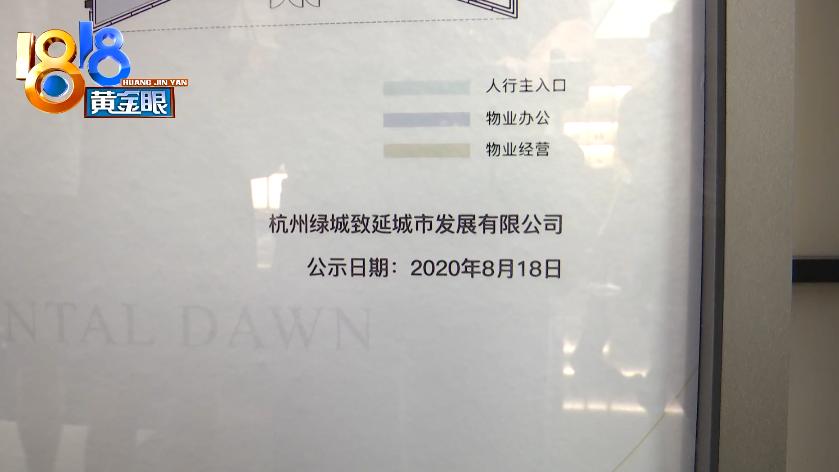 1818
HUANG JIN YAN
黄金眼
人行主入口
物业办公
物业经营
杭州绿城致延城市发展有限公司
公示日期：2020年8月18日
NTAL DAWN